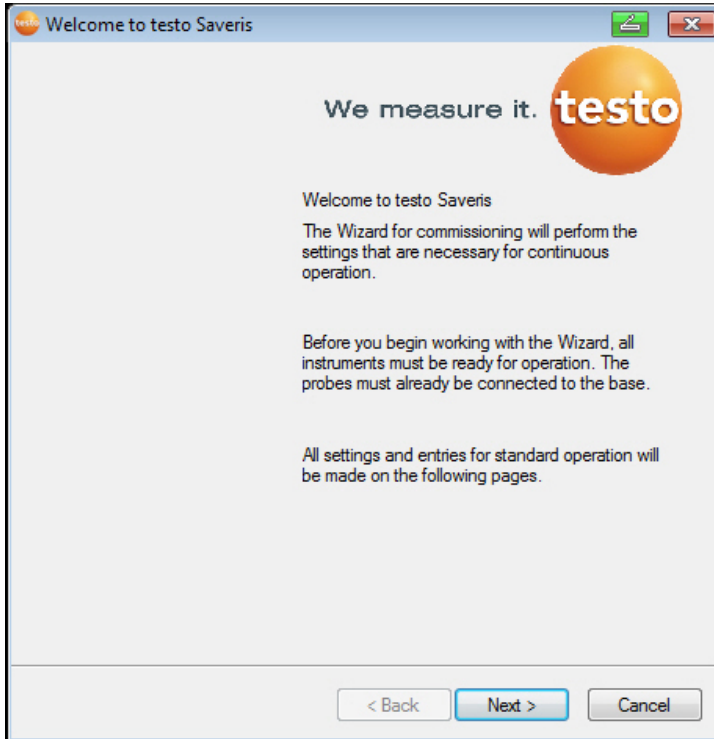 testo Welcome to testo Saveris
We measure it. testo
Welcome to testo Saveris
The Wizard for commissioning will perform the
settings that are necessary for continuous
operation.
Before you begin working with the Wizard, all
instruments must be ready for operation. The
probes must already be connected to the base.
All settings and entries for standard operation will
be made on the following pages.
< Back Next > Cancel